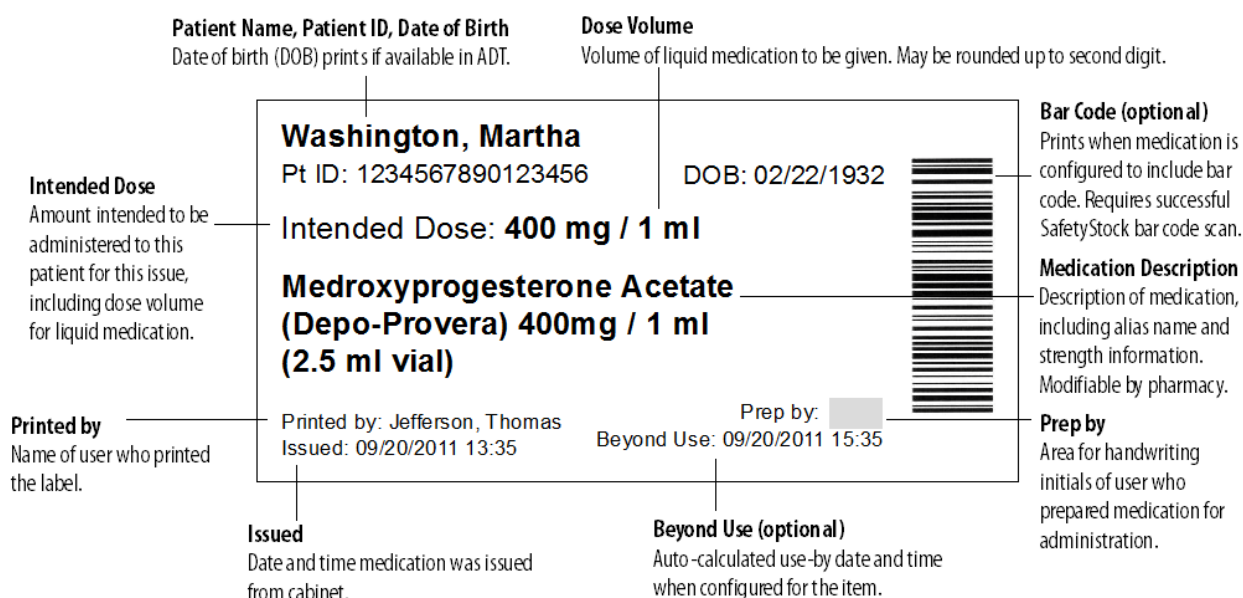 Patient Name, Patient ID, Date of Birth
Date of birth (DOB) prints if available in ADT.
Dose Volume
Volume of liquid medication to be given. May be rounded up to second digit.
Intended Dose
Amount intended to be
administered to this
patient for this issue,
including dose volume
for liquid medication.
Printed by
Name of user who printed
the label.
Washington, Martha
Pt ID: 1234567890123456
DOB: 02/22/1932
Intended Dose: 400 mg / 1 ml
Medroxyprogesterone Acetate
(Depo-Provera) 400mg / 1 ml
(2.5 ml vial)
Printed by: Jefferson, Thomas
Prep by:
Issued: 09/20/2011 13:35
Beyond Use: 09/20/2011 15:35
Bar Code (optional)
Prints when medication is
configured to include bar
code. Requires successful
SafetyStock bar code scan.
Medication Description
Description of medication,
including alias name and
strength information.
Modifiable by pharmacy.
Prep by
Area for handwriting
initials of user who
prepared medication for
administration.
Issued
Date and time medication was issued
from cabinet.
Beyond Use (optional)
Auto-calculated use-by date and time
when configured for the item.